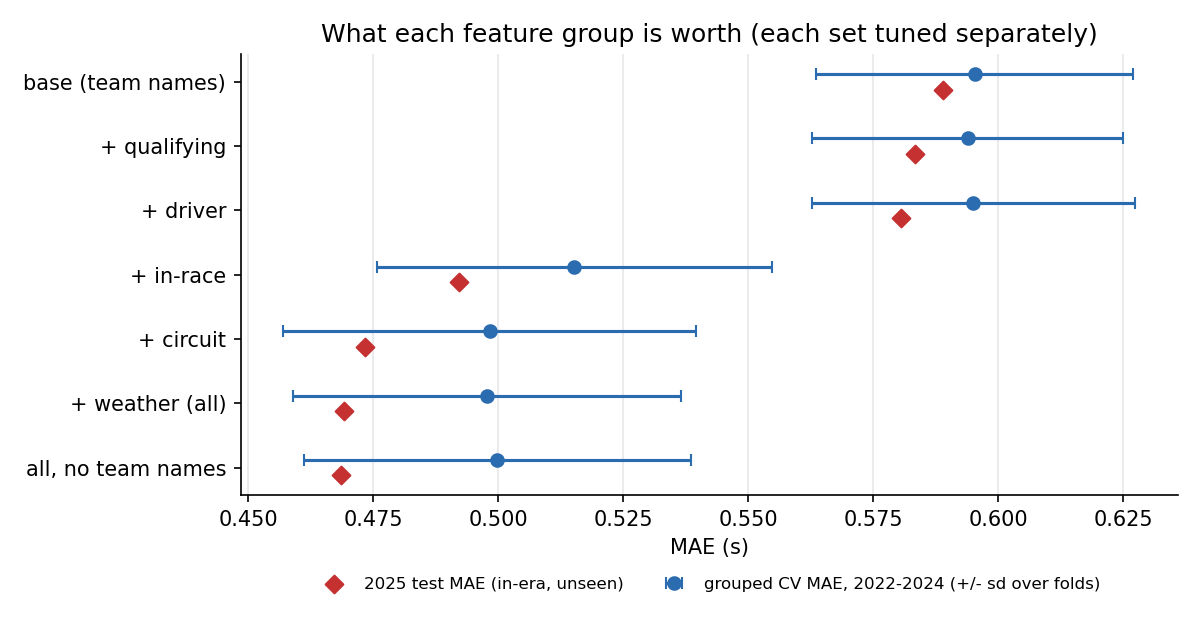 What each feature group is worth (each set tuned separately)
base (team names)
+ qualifying
+ driver
+ in-race
+ circuit
+ weather (all)
all, no team names
0.450 0.475 0.500 0.525 0.550 0.575 0.600 0.625
MAE (s)
2025 test MAE (in-era, unseen) grouped CV MAE, 2022-2024 (+/- sd over folds)